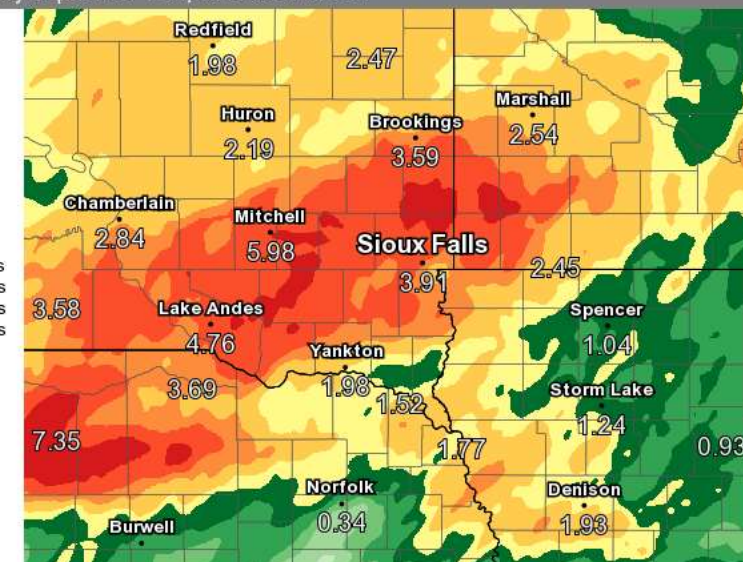 Redfield
1.98
2.47
Huron
2.19
Brookings
3.59
Marshall
2.54
Chamberlain
2.84
Mitchell
5.98
Sioux Falls
3.91
2.45
3.58
Lake Andes
4.76
Spencer
1.04
Yankton
1.98
3.69
1.52
Storm Lake
1.24
7.35
1.77
0.93
Norfolk
0.34
Denison
1.93
Burwell
s
s
s
s